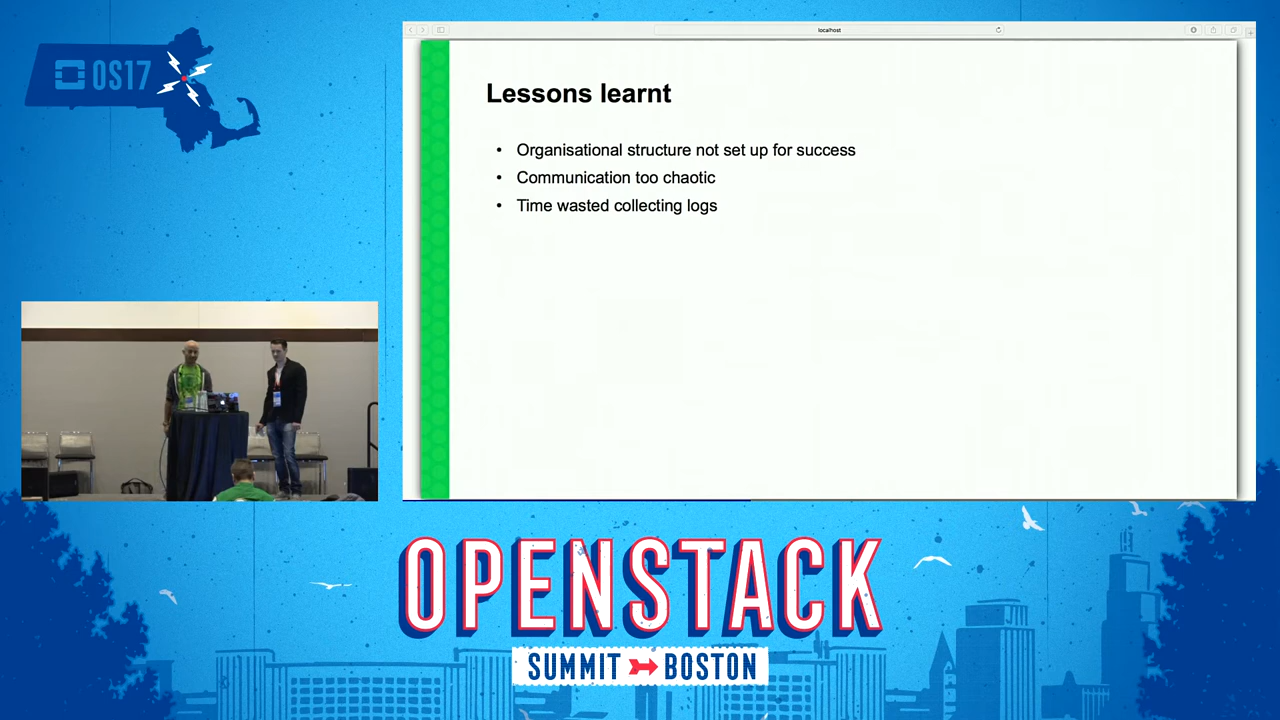 OS17
localhost
Lessons learnt
• Organisational structure not set up for success
• Communication too chaotic
• Time wasted collecting logs
OPENSTACK
SUMMIT BOSTON